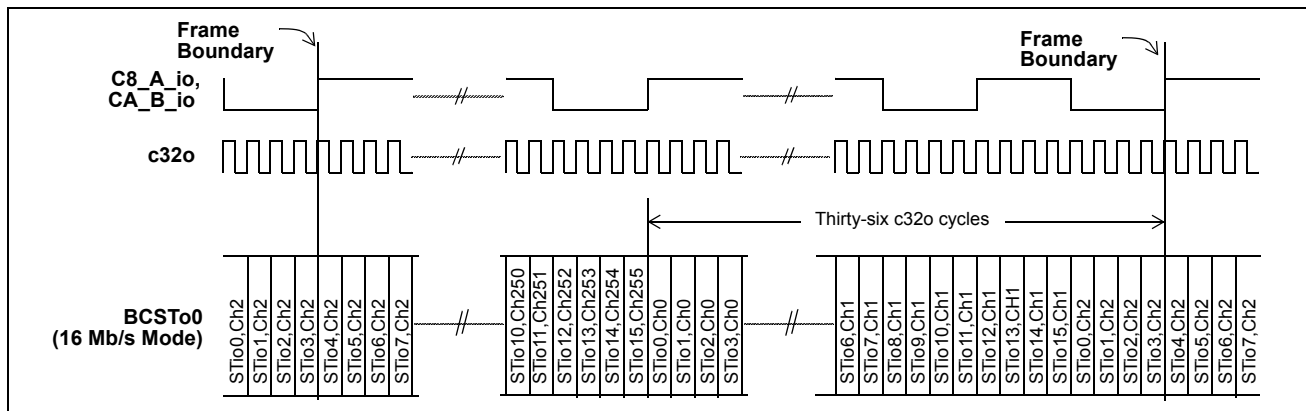 Frame
Boundary
Frame
Boundary
C8_A_io,
CA_B_io
c32o
Thirty-six c32o cycles
BCSTo0
(16 Mb/s Mode)
STio0,Ch2
STio1,Ch2
STio2,Ch2
STio3,Ch2
STio4,Ch2
STio5,Ch2
STio6,Ch2
STio7,Ch2
STio10,Ch250
STio11,Ch251
STio12,Ch252
STio13,Ch253
STio14,Ch254
STio15,Ch255
STio0,Ch0
STio1,Ch0
STio2,Ch0
STio3,Ch0
STio6,Ch1
STio7,Ch1
STio8,Ch1
STio9,Ch1
STio10,Ch1
STio11,Ch1
STio12,Ch1
STio13,CH1
STio14,Ch1
STio15,Ch1
STio0,Ch2
STio1,Ch2
STio2,Ch2
STio3,Ch2
STio4,Ch2
STio5,Ch2
STio6,Ch2
STio7,Ch2